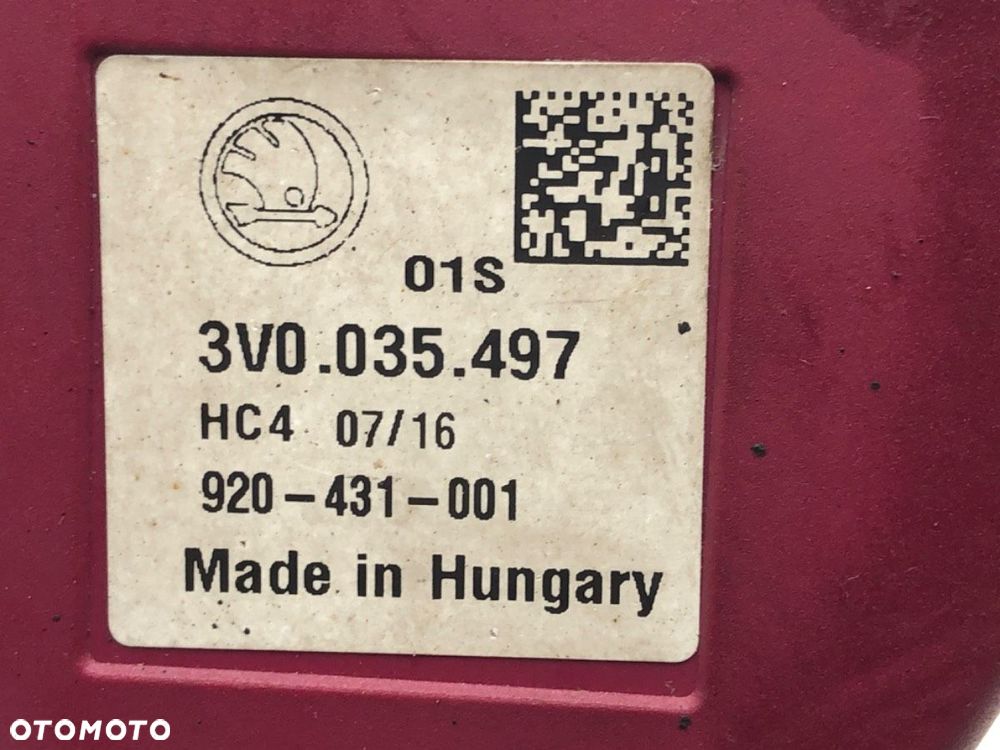 01S
3V0.035.497
HC4 07/16
920-431-001
Made in Hungary
OTOMOTO